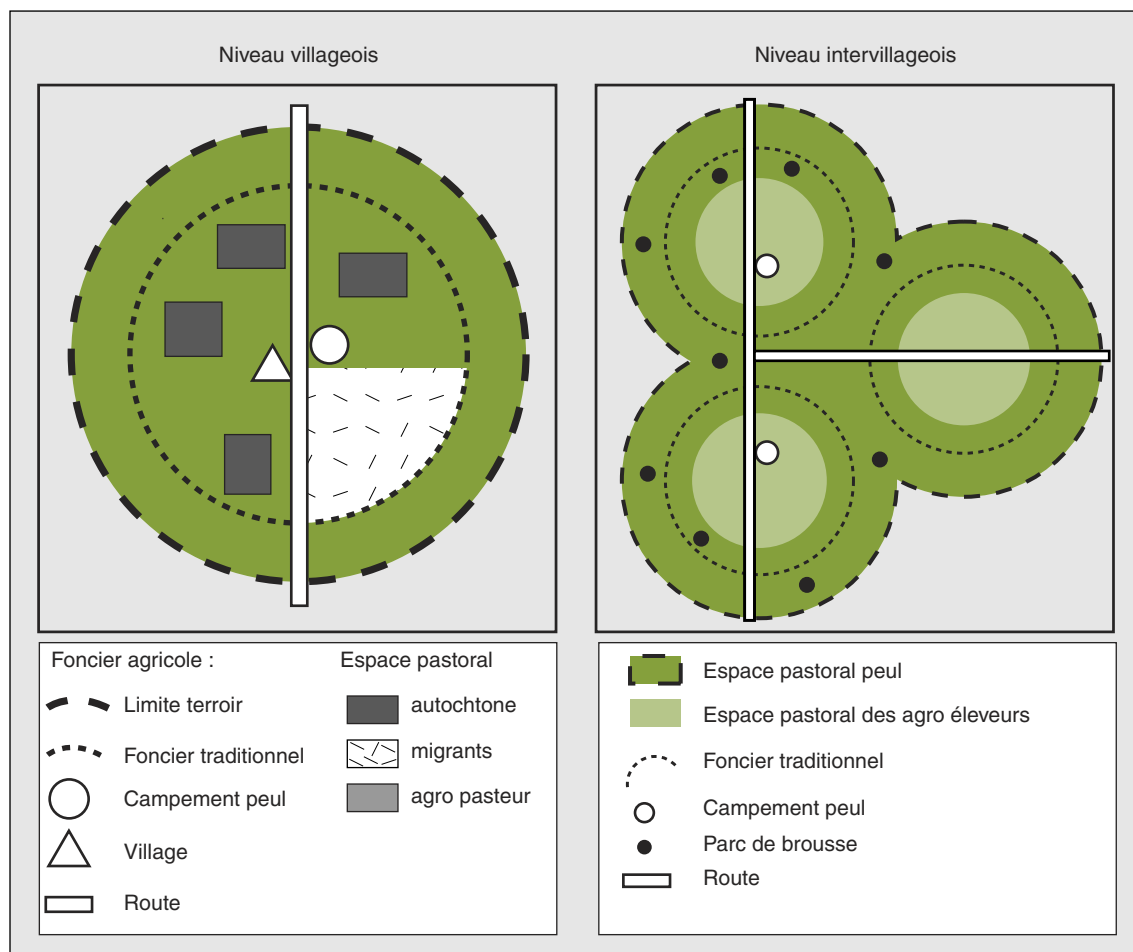 Niveau villageois
Niveau intervillageois
Foncier agricole :
Limite terroir
Foncier traditionnel
Campement peul
Village
Route
Espace pastoral
autochtone
migrants
agro pasteur
Espace pastoral peul
Espace pastoral des agro éleveurs
Foncier traditionnel
Campement peul
Parc de brousse
Route